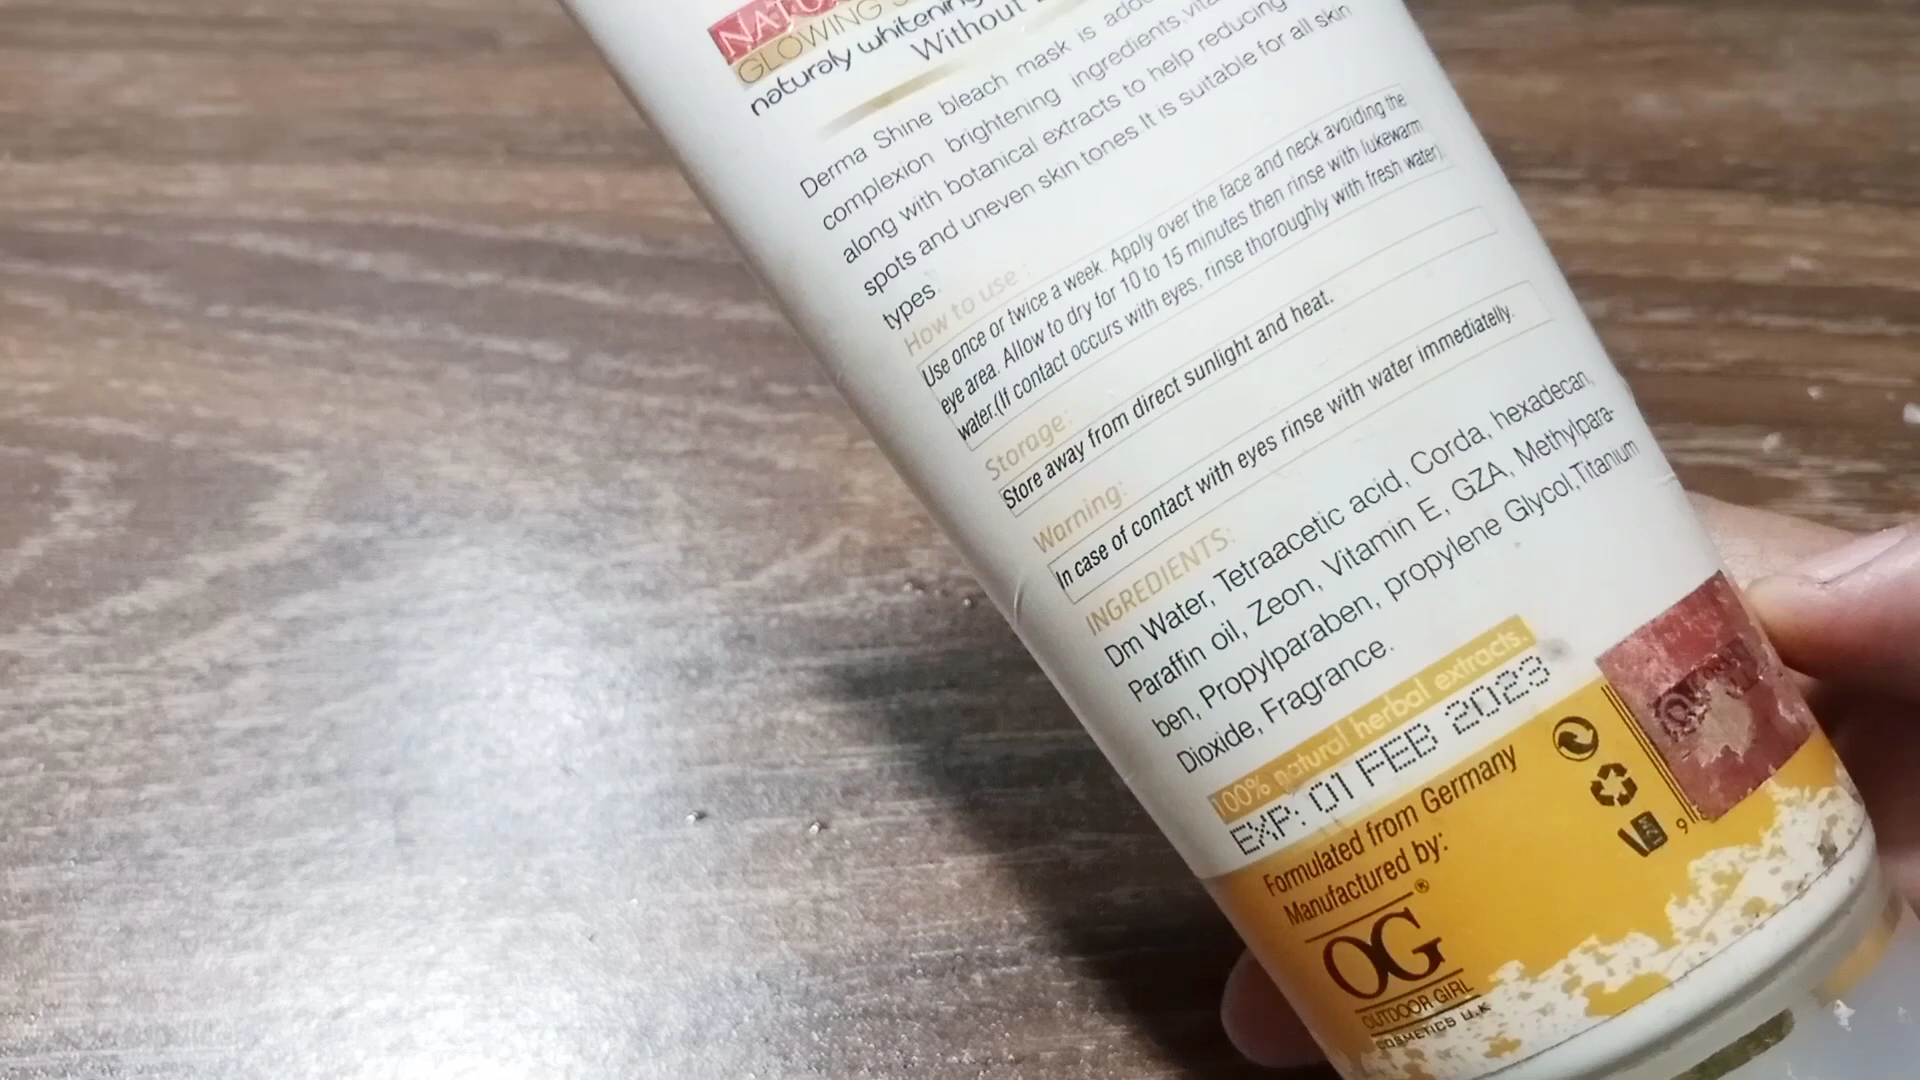 GLOWING
naturaly whitening
Without
Derma Shine bleach mask is
complexion brightening ingredients,
along with botanical extracts to help reducing
spots and uneven skin tones.It is suitable for all skin
types.
How to use :
Use once or twice a week. Apply over the face and neck avoiding the
eye area. Allow to dry for 10 to 15 minutes then rinse with lukewarm
water.(If contact occurs with eyes, rinse thoroughly with fresh water).
Storage:
Store away from direct sunlight and heat.
Warning:
In case of contact with eyes rinse with water immediatelly.
INGREDIENTS:
Dm Water, Tetraacetic acid, Corda, hexadecan,
Paraffin oil, Zeon, Vitamin E, GZA, Methylpara-
ben, Propylparaben, propylene Glycol,Titanium
Dioxide, Fragrance.
100% natural herbal extracts.
EXP: 01 FEB 2023
Formulated from Germany
Manufactured by:
OG®
OUTDOOR GIRL
COSMETICS U.K